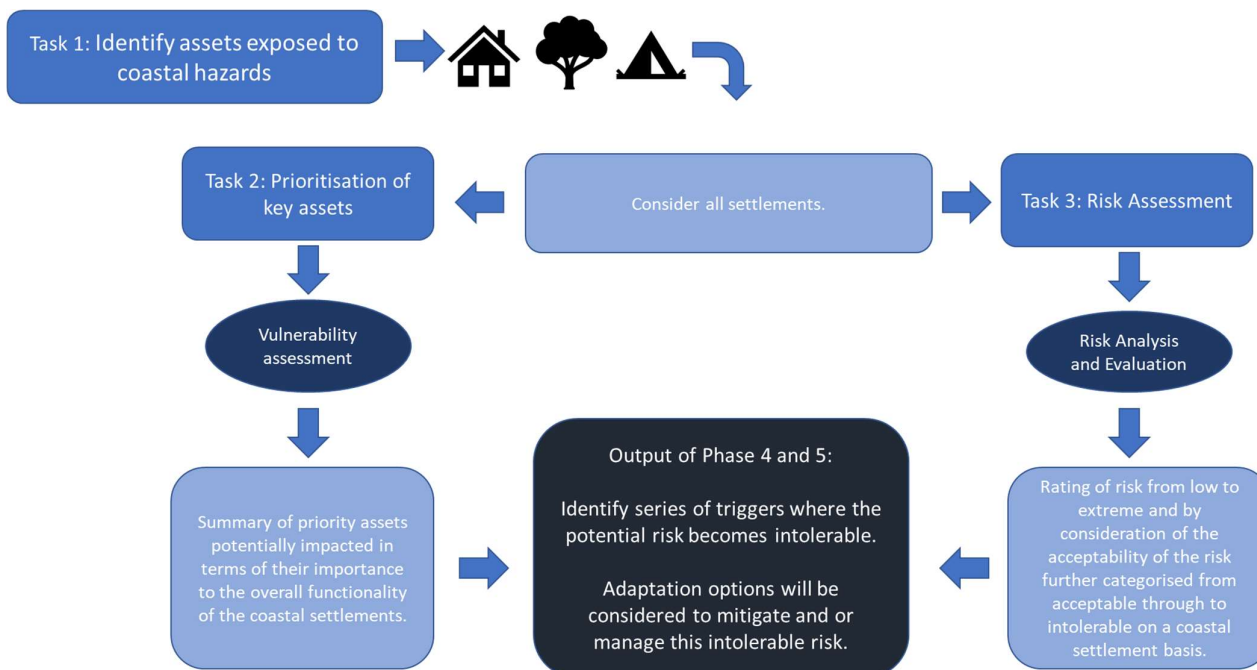 Task 1: Identify assets exposed to
coastal hazards
Task 2: Prioritisation of
key assets
Consider all settlements.
Task 3: Risk Assessment
Vulnerability
assessment
Risk Analysis
and Evaluation
Summary of priority assets
potentially impacted in
terms of their importance
to the overall functionality
of the coastal settlements.
Output of Phase 4 and 5:
Identify series of triggers where the
potential risk becomes intolerable.
Adaptation options will be
considered to mitigate and or
manage this intolerable risk.
Rating of risk from low to
extreme and by
consideration of the
acceptability of the risk
further categorised from
acceptable through to
intolerable on a coastal
settlement basis.